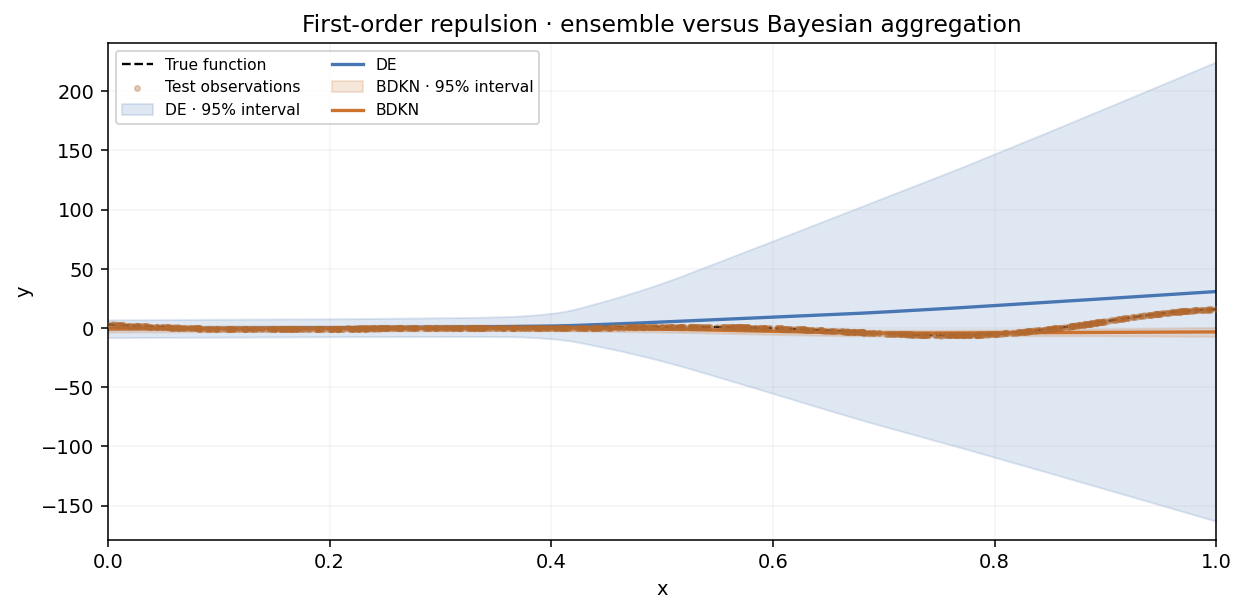 First-order repulsion · ensemble versus Bayesian aggregation
True function
Test observations
DE · 95% interval
DE
BDKN · 95% interval
BDKN
y
200
150
100
50
0
−50
−100
−150
0.0
0.2
0.4
0.6
0.8
1.0
x